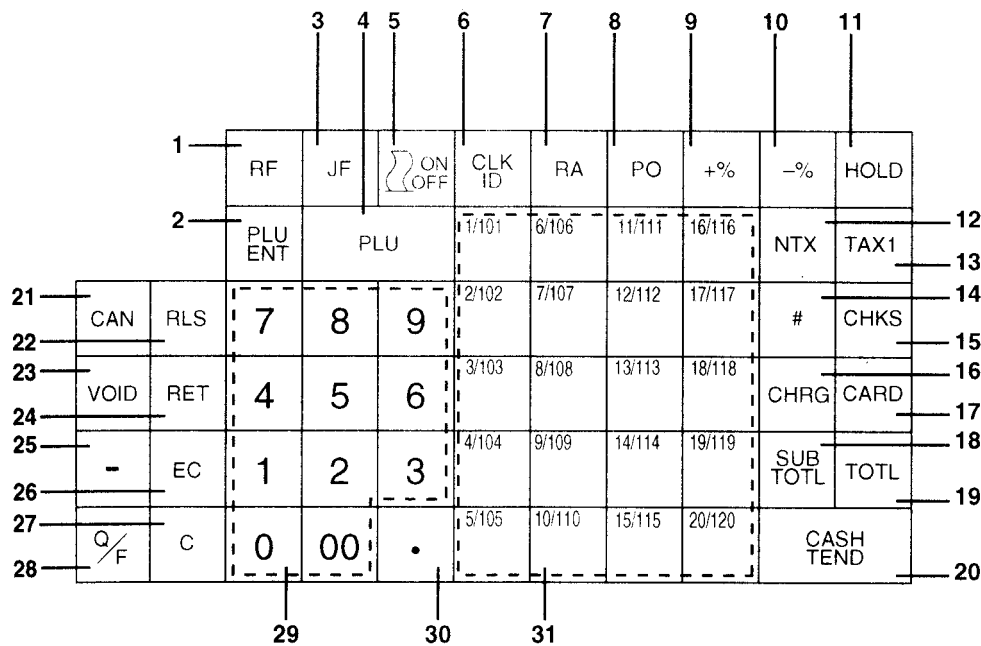 3 4 5 6 7 8 9 10 11
1 RF JF ON OFF CLK ID RA PO +% –% HOLD
2 PLU ENT PLU 1/101 6/106 11/111 16/116 NTX TAX1 12
13
21 CAN RLS 7 8 9 2/102 7/107 12/112 17/117 # CHKS 14
22 15
23 VOID RET 4 5 6 3/103 8/108 13/113 18/118 CHRG CARD 16
24 17
25 - EC 1 2 3 4/104 9/109 14/114 19/119 SUB TOTL TOTL 18
26 19
27 Q/F C 0 00 . 5/105 10/110 15/115 20/120 CASH TEND
28 20
29 30 31